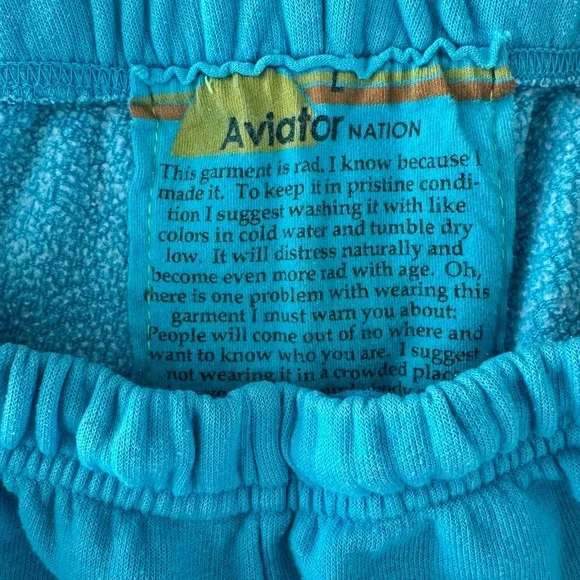 L
Aviator NATION
This garment is rad. I know because I
made it. To keep it in pristine condi-
tion I suggest washing it with like
colors in cold water and tumble dry
low. It will distress naturally and
become even more rad with age. Oh,
there is one problem with wearing this
garment I must warn you about:
People will come out of no where and
want to know who you are. I suggest
not wearing it in a crowded place